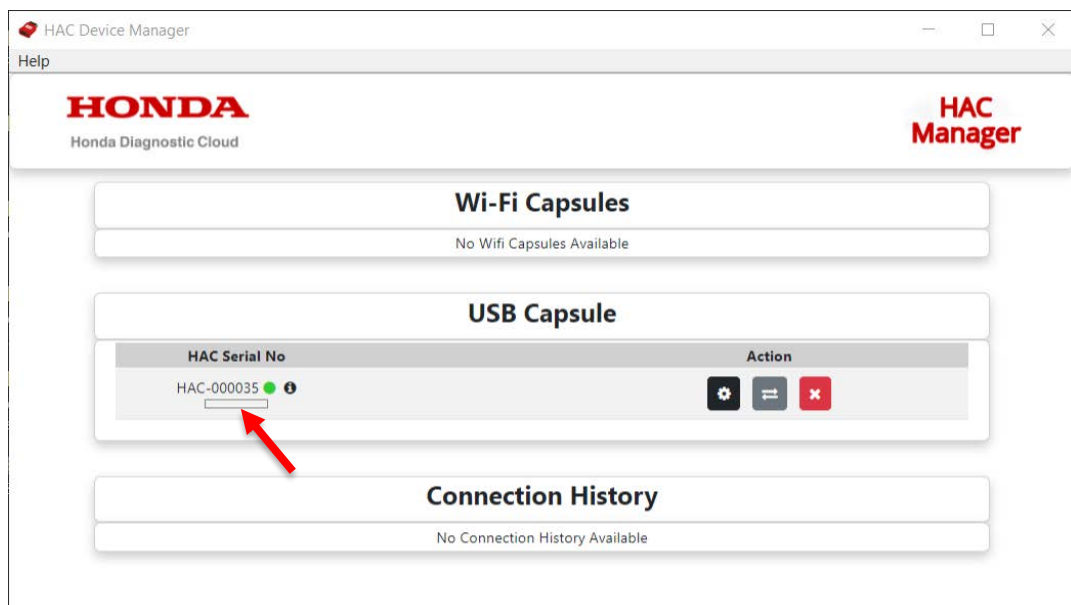 HAC Device Manager
Help
HONDA
Honda Diagnostic Cloud
HAC
Manager
Wi-Fi Capsules
No Wifi Capsules Available
USB Capsule
HAC Serial No Action
HAC-000035
Connection History
No Connection History Available